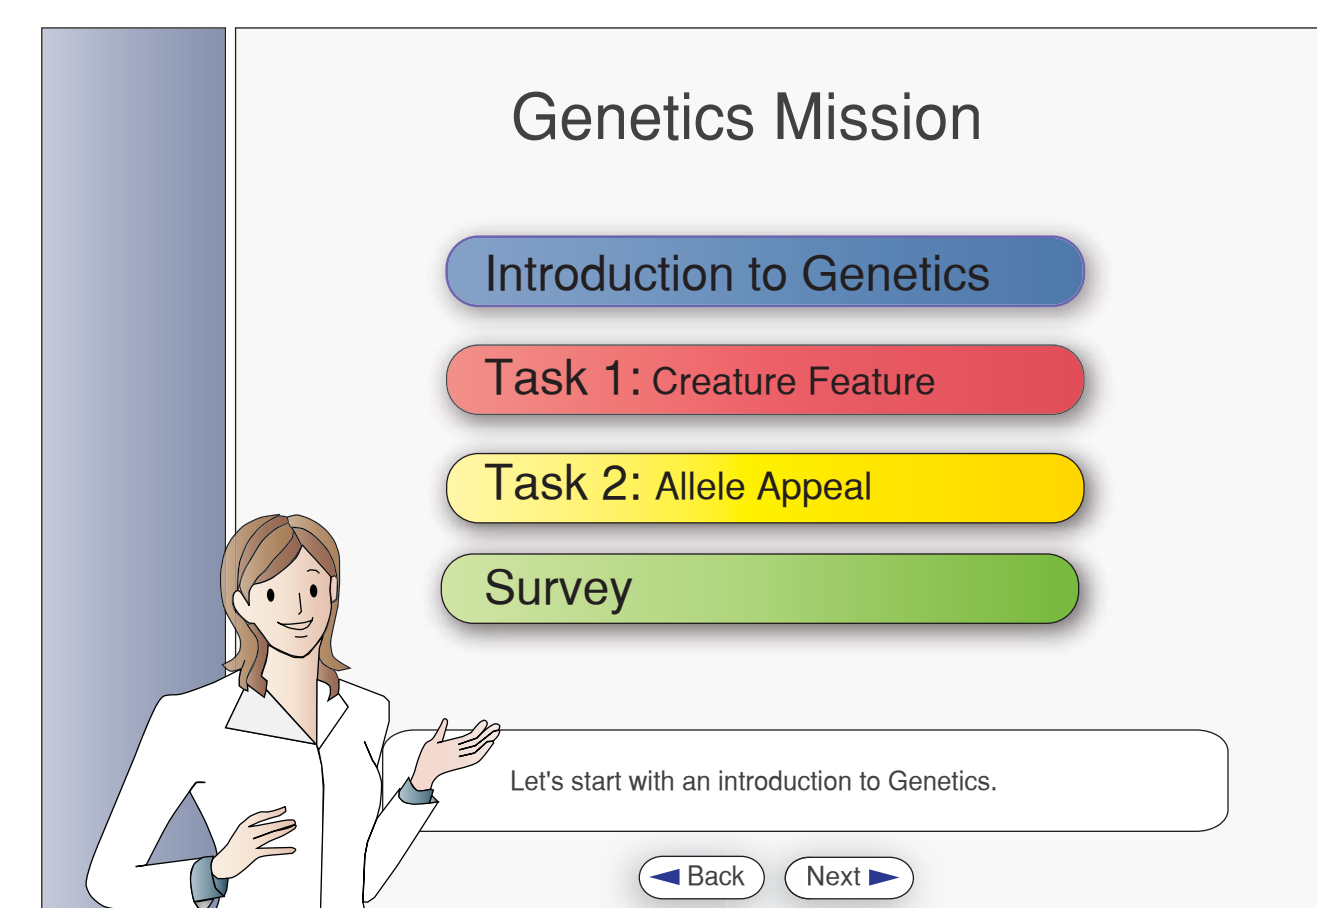 Genetics Mission
Introduction to Genetics
Task 1: Creature Feature
Task 2: Allele Appeal
Survey
Let's start with an introduction to Genetics.
Back Next